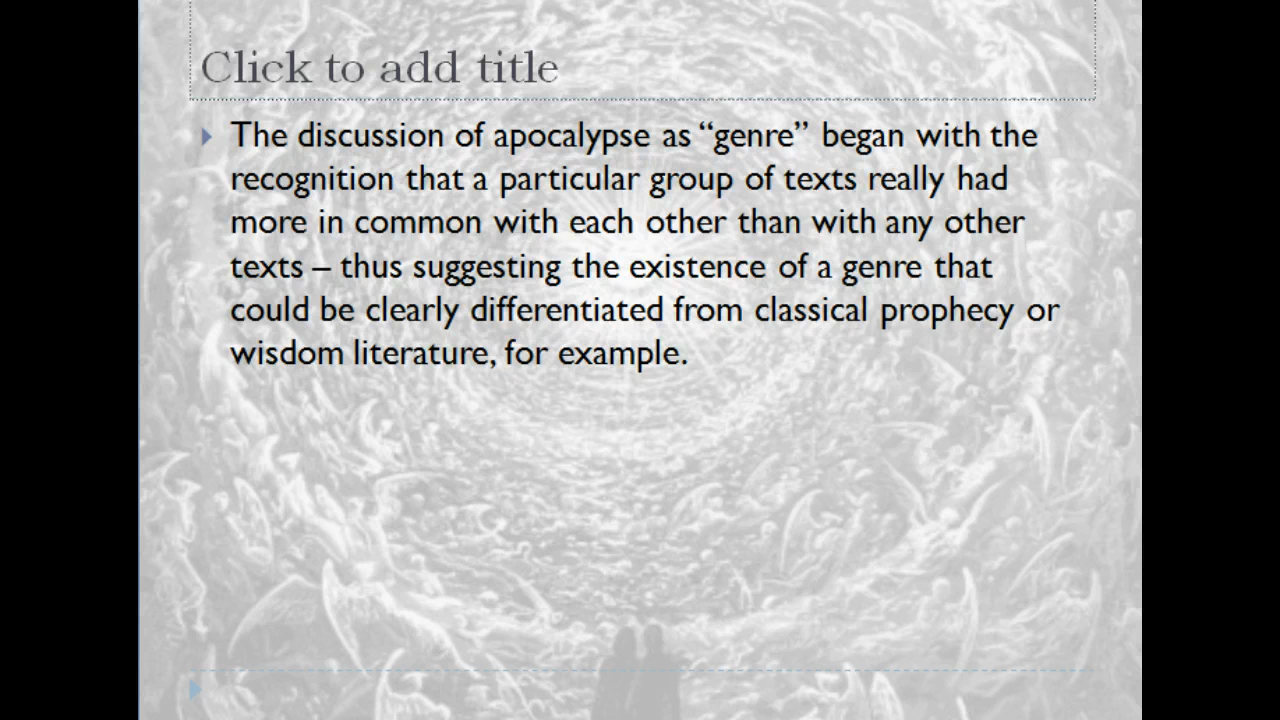 Click to add title
The discussion of apocalypse as “genre” began with the
recognition that a particular group of texts really had
more in common with each other than with any other
texts – thus suggesting the existence of a genre that
could be clearly differentiated from classical prophecy or
wisdom literature, for example.